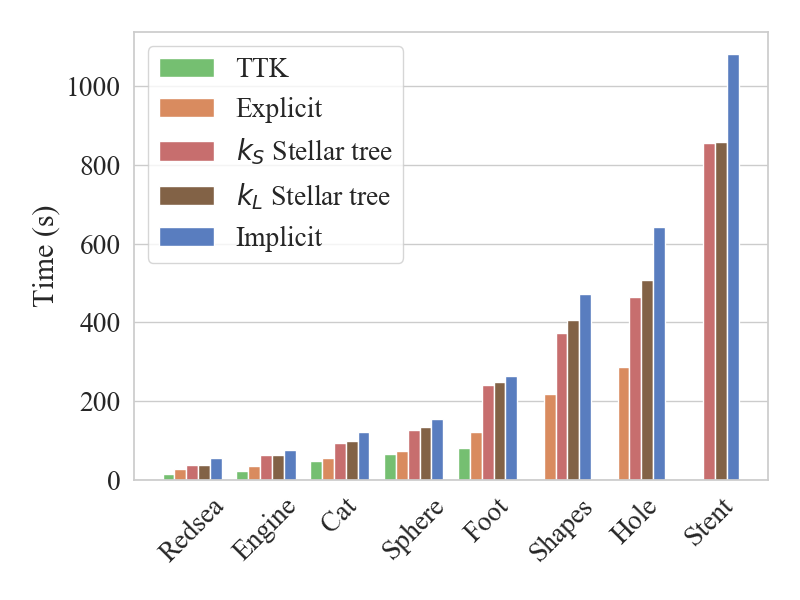 TTK
Explicit
k_S Stellar tree
k_L Stellar tree
Implicit
Time (s)
1000
800
600
400
200
0
Redsea
Engine
Cat
Sphere
Foot
Shapes
Hole
Stent